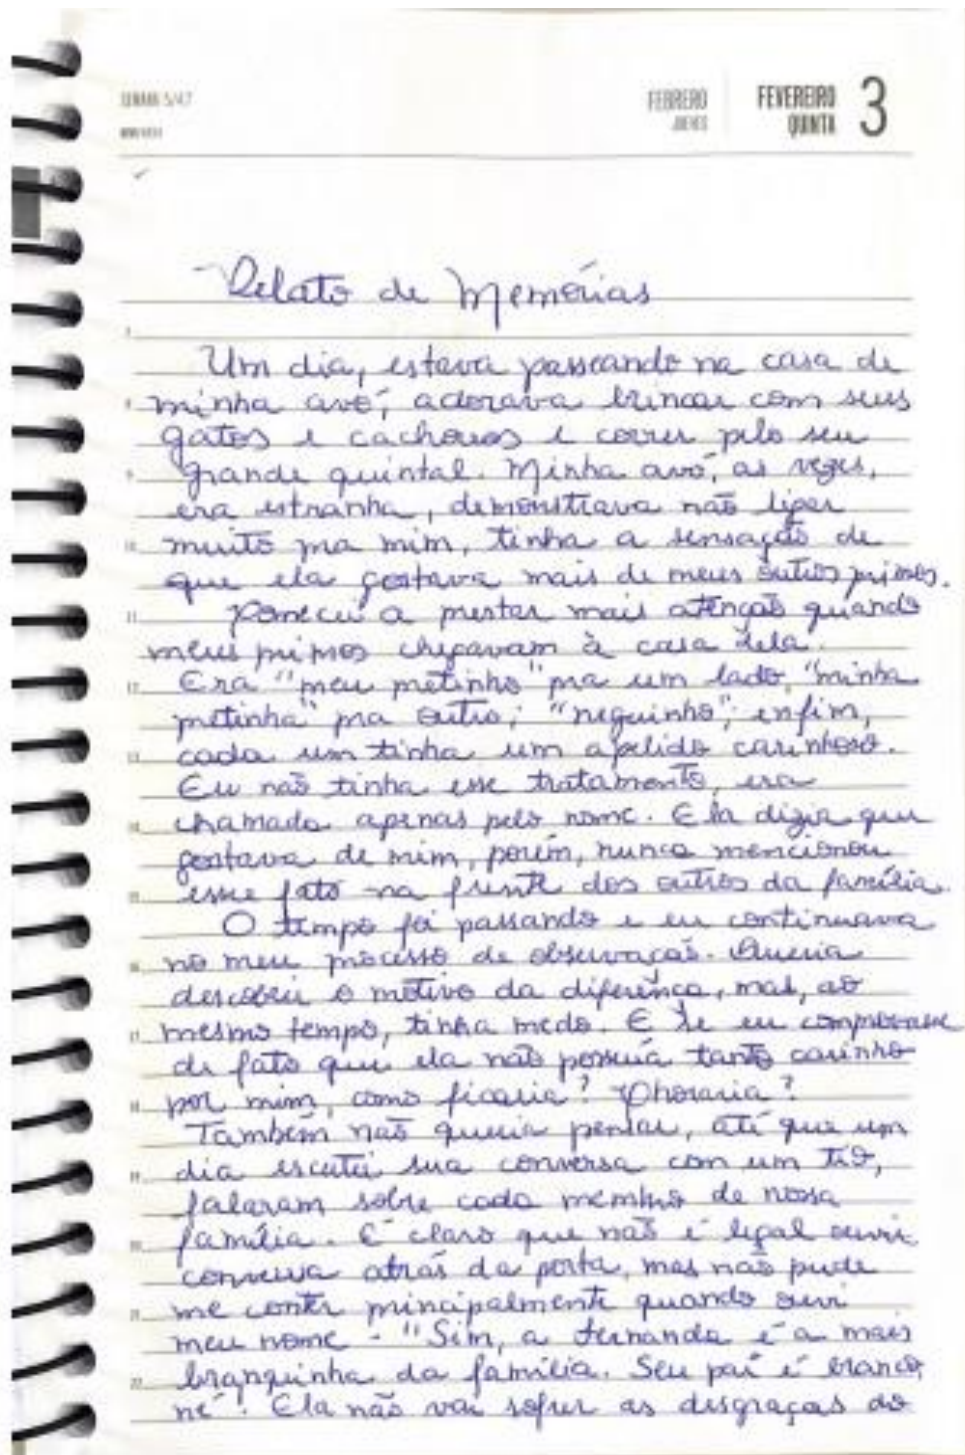 SEMANA 5/47
FEBRERO
JUEVES
FEVEREIRO
QUINTA
3
Relato de Memórias
Um dia, estava passeando na casa de
minha avó, adorava brincar com seus
gatos e cachorros e correr pelo seu
grande quintal. Minha avó, as vezes,
era estranha, demonstrava não ligar
muito pra mim, tinha a sensação de
que ela gostava mais de meus outros primos.
Comecei a prestar mais atenção quando
meus primos chegavam à casa dela.
Era "meu pretinho" pra um lado, "minha
pretinha" pra outro; "neguinho"; enfim,
cada um tinha um apelido carinhoso.
Eu não tinha esse tratamento, era
chamada apenas pelo nome. Ela dizia que
gostava de mim, porém, nunca mencionou
esse fato na frente dos outros da família.
O tempo foi passando e eu continuava
no meu processo de observação. Queria
descobrir o motivo da diferença, mas, ao
mesmo tempo, tinha medo. E se eu comprovasse
de fato que ela não possuía tanto carinho
por mim, como ficaria? Choraria?
Também não queria pensar, até que um
dia escutei sua conversa com um tio,
falaram sobre cada membro de nossa
família. É claro que não é legal ouvir
conversa atrás da porta, mas não pude
me conter principalmente quando ouvi
meu nome - "Sim, a Fernanda é a mais
branquinha da família. Seu pai é branco,
né! Ela não vai sofrer as desgraças do